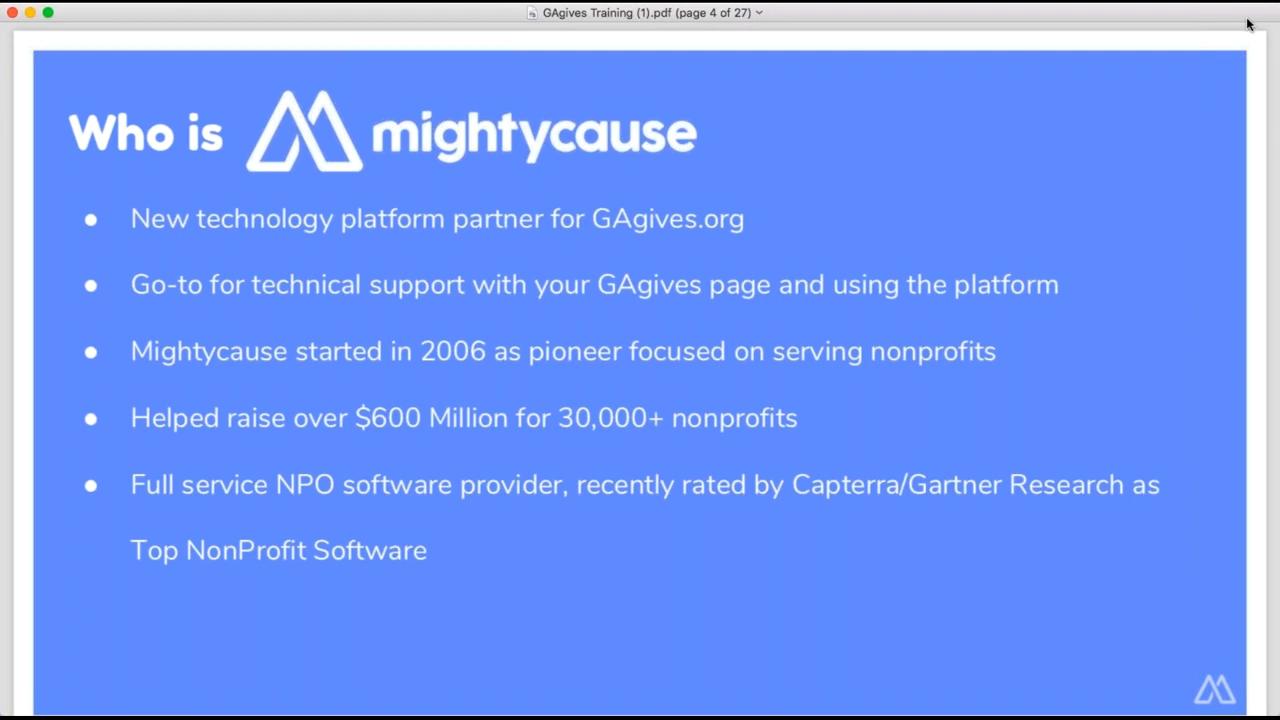 GAgives Training (1).pdf (page 4 of 27)
Who is mightycause
● New technology platform partner for GAgives.org
● Go-to for technical support with your GAgives page and using the platform
● Mightycause started in 2006 as pioneer focused on serving nonprofits
● Helped raise over $600 Million for 30,000+ nonprofits
● Full service NPO software provider, recently rated by Capterra/Gartner Research as
Top NonProfit Software